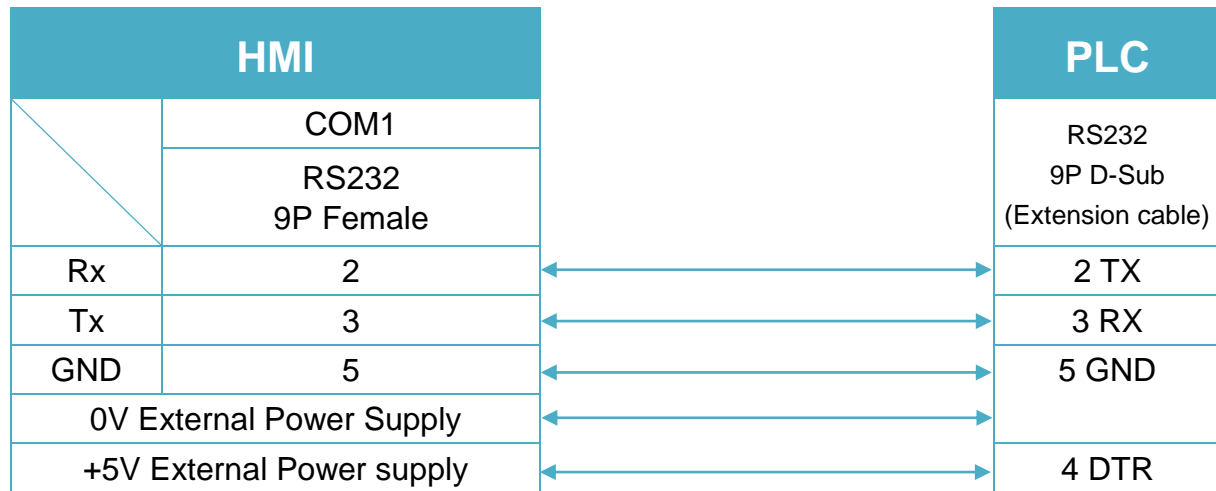 HMI
PLC
COM1
RS232
9P Female
RS232
9P D-Sub
(Extension cable)
Rx 2 2 TX
Tx 3 3 RX
GND 5 5 GND
0V External Power Supply
+5V External Power supply 4 DTR